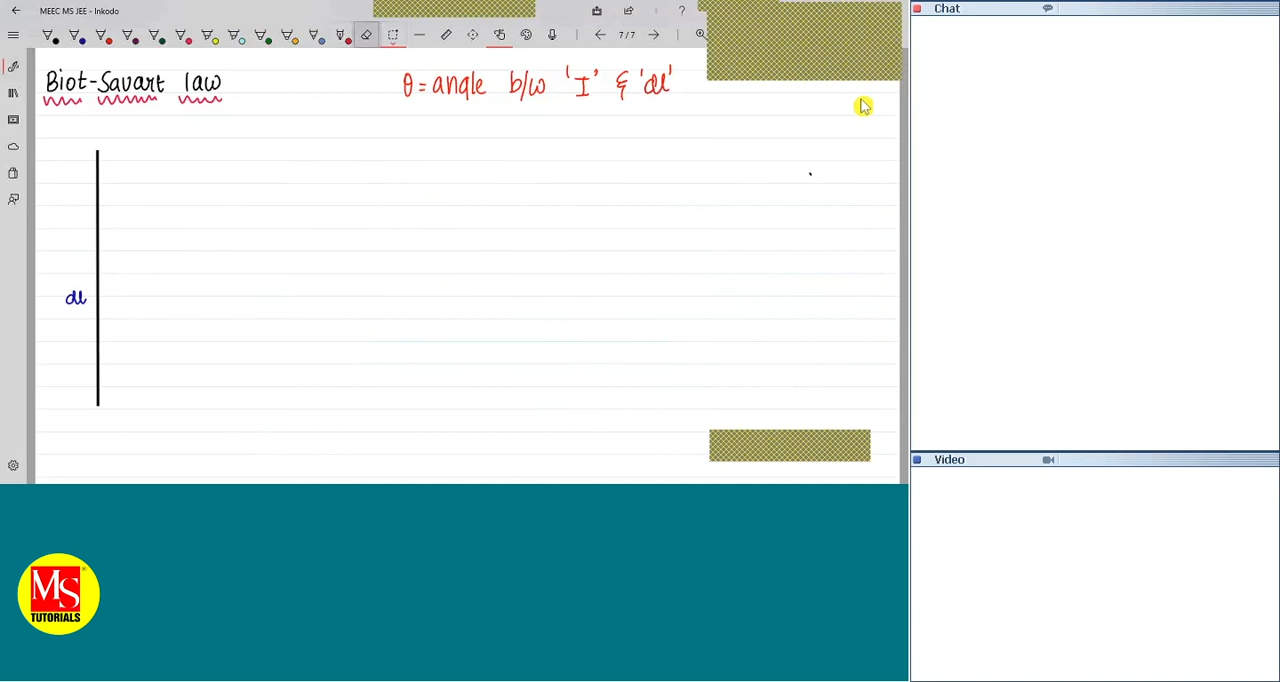 MEEC MS JEE - Inkodo
7/7
Biot-Savart law
θ = angle b/w 'I' & 'dl'
dl
MS
TUTORIALS
Chat
Video